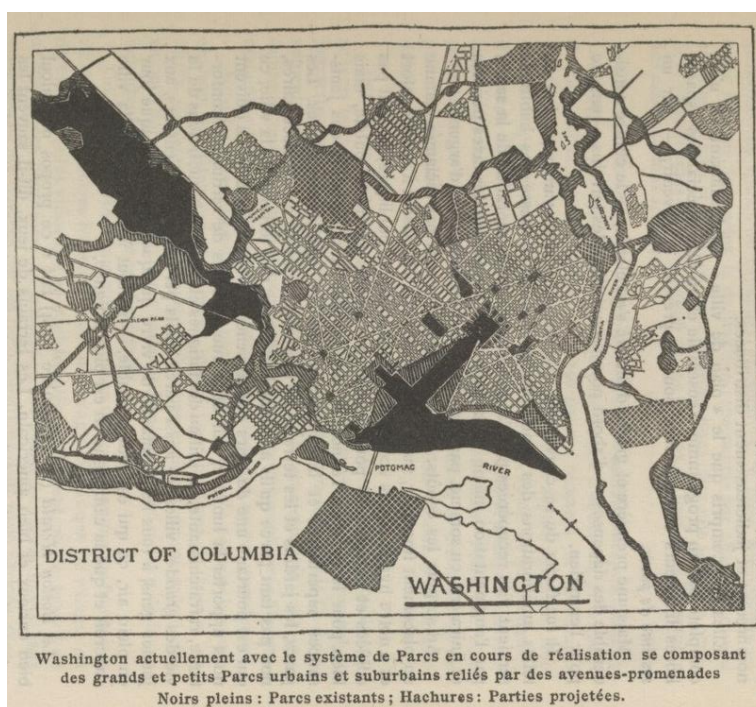 POTOMAC
RIVER
POTOMAC RIVER
DISTRICT OF COLUMBIA
WASHINGTON
Washington actuellement avec le système de Parcs en cours de réalisation se composant
des grands et petits Parcs urbains et suburbains reliés par des avenues-promenades
Noirs pleins : Parcs existants ; Hachures : Parties projetées.